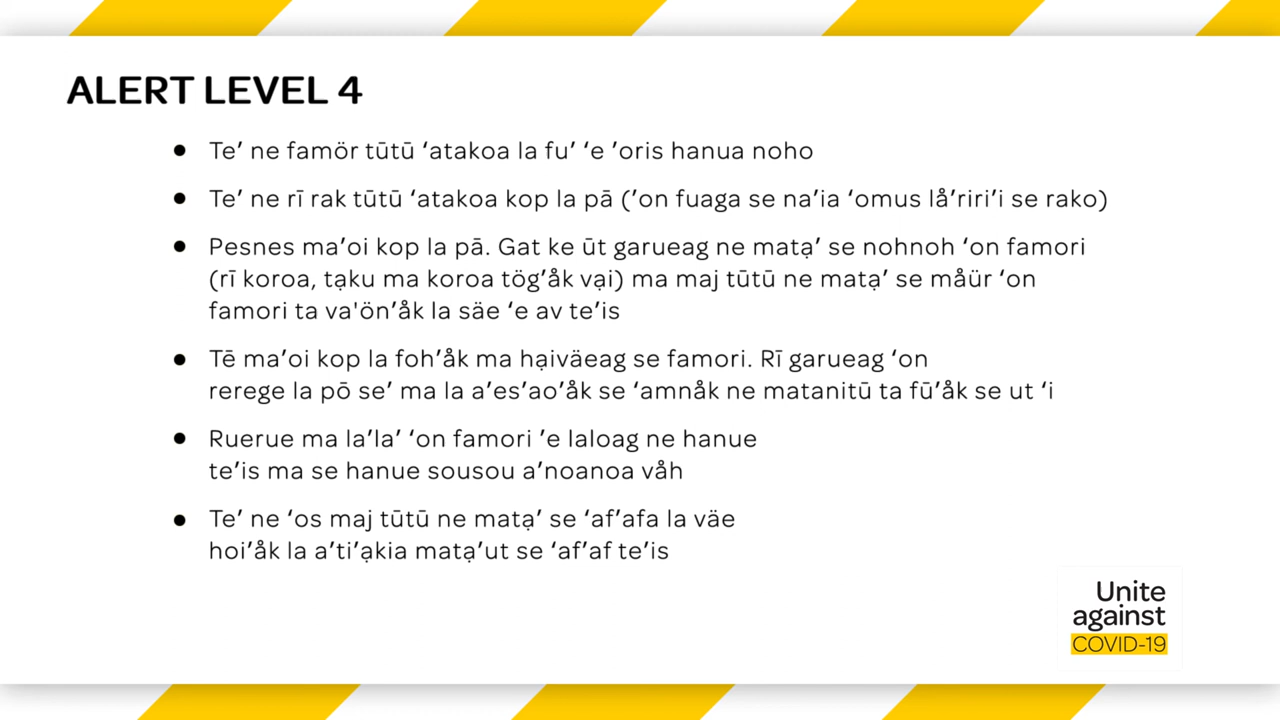 ALERT LEVEL 4
● Te’ ne famör tūtū ‘atakoa la fu’ ‘e ’oris hanua noho
● Te’ ne rī rak tūtū ‘atakoa kop la pā (’on fuaga se na’ia ‘omus lå’riri’i se rako)
● Pesnes ma’oi kop la pā. Gat ke ūt garueag ne matạ’ se nohnoh ‘on famori
(rī koroa, tạku ma koroa tög’åk vại) ma maj tūtū ne matạ’ se måür ‘on
famori ta va'ön’åk la säe ‘e av te’is
● Tē ma’oi kop la foh’åk ma hạiväeag se famori. Rī garueag ‘on
rerege la pō se’ ma la a’es’ao’åk se ‘amnåk ne matanitū ta fū’åk se ut ‘i
● Ruerue ma la’la’ ‘on famori ’e laloag ne hanue
te’is ma se hanue sousou a’noanoa våh
● Te’ ne ‘os maj tūtū ne matạ’ se ‘af’afa la väe
hoi’åk la a’ti’ạkia matạ’ut se ‘af’af te’is
Unite
against
COVID-19